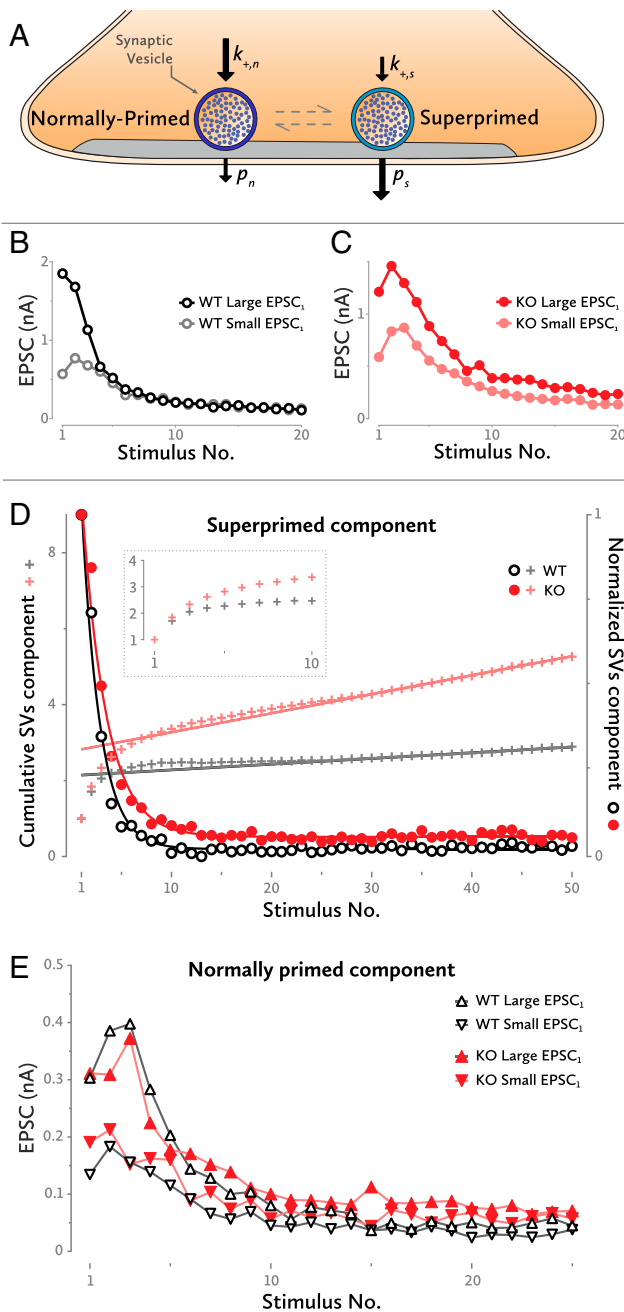 A
Synaptic
Vesicle
k+,n
k+,s
Normally-Primed
Superprimed
pn
ps
B
EPSC (nA)
2
1
0
WT Large EPSC1
WT Small EPSC1
1
10
20
Stimulus No.
C
EPSC (nA)
1
0
KO Large EPSC1
KO Small EPSC1
1
10
20
Stimulus No.
D
Superprimed component
Cumulative SVs component
8
4
0
4
3
2
1
1
10
WT
KO
1
0
Normalized SVs component
1
10
20
30
40
50
Stimulus No.
E
Normally primed component
EPSC (nA)
0.5
0.4
0.3
0.2
0.1
0
WT Large EPSC1
WT Small EPSC1
KO Large EPSC1
KO Small EPSC1
1
10
20
Stimulus No.